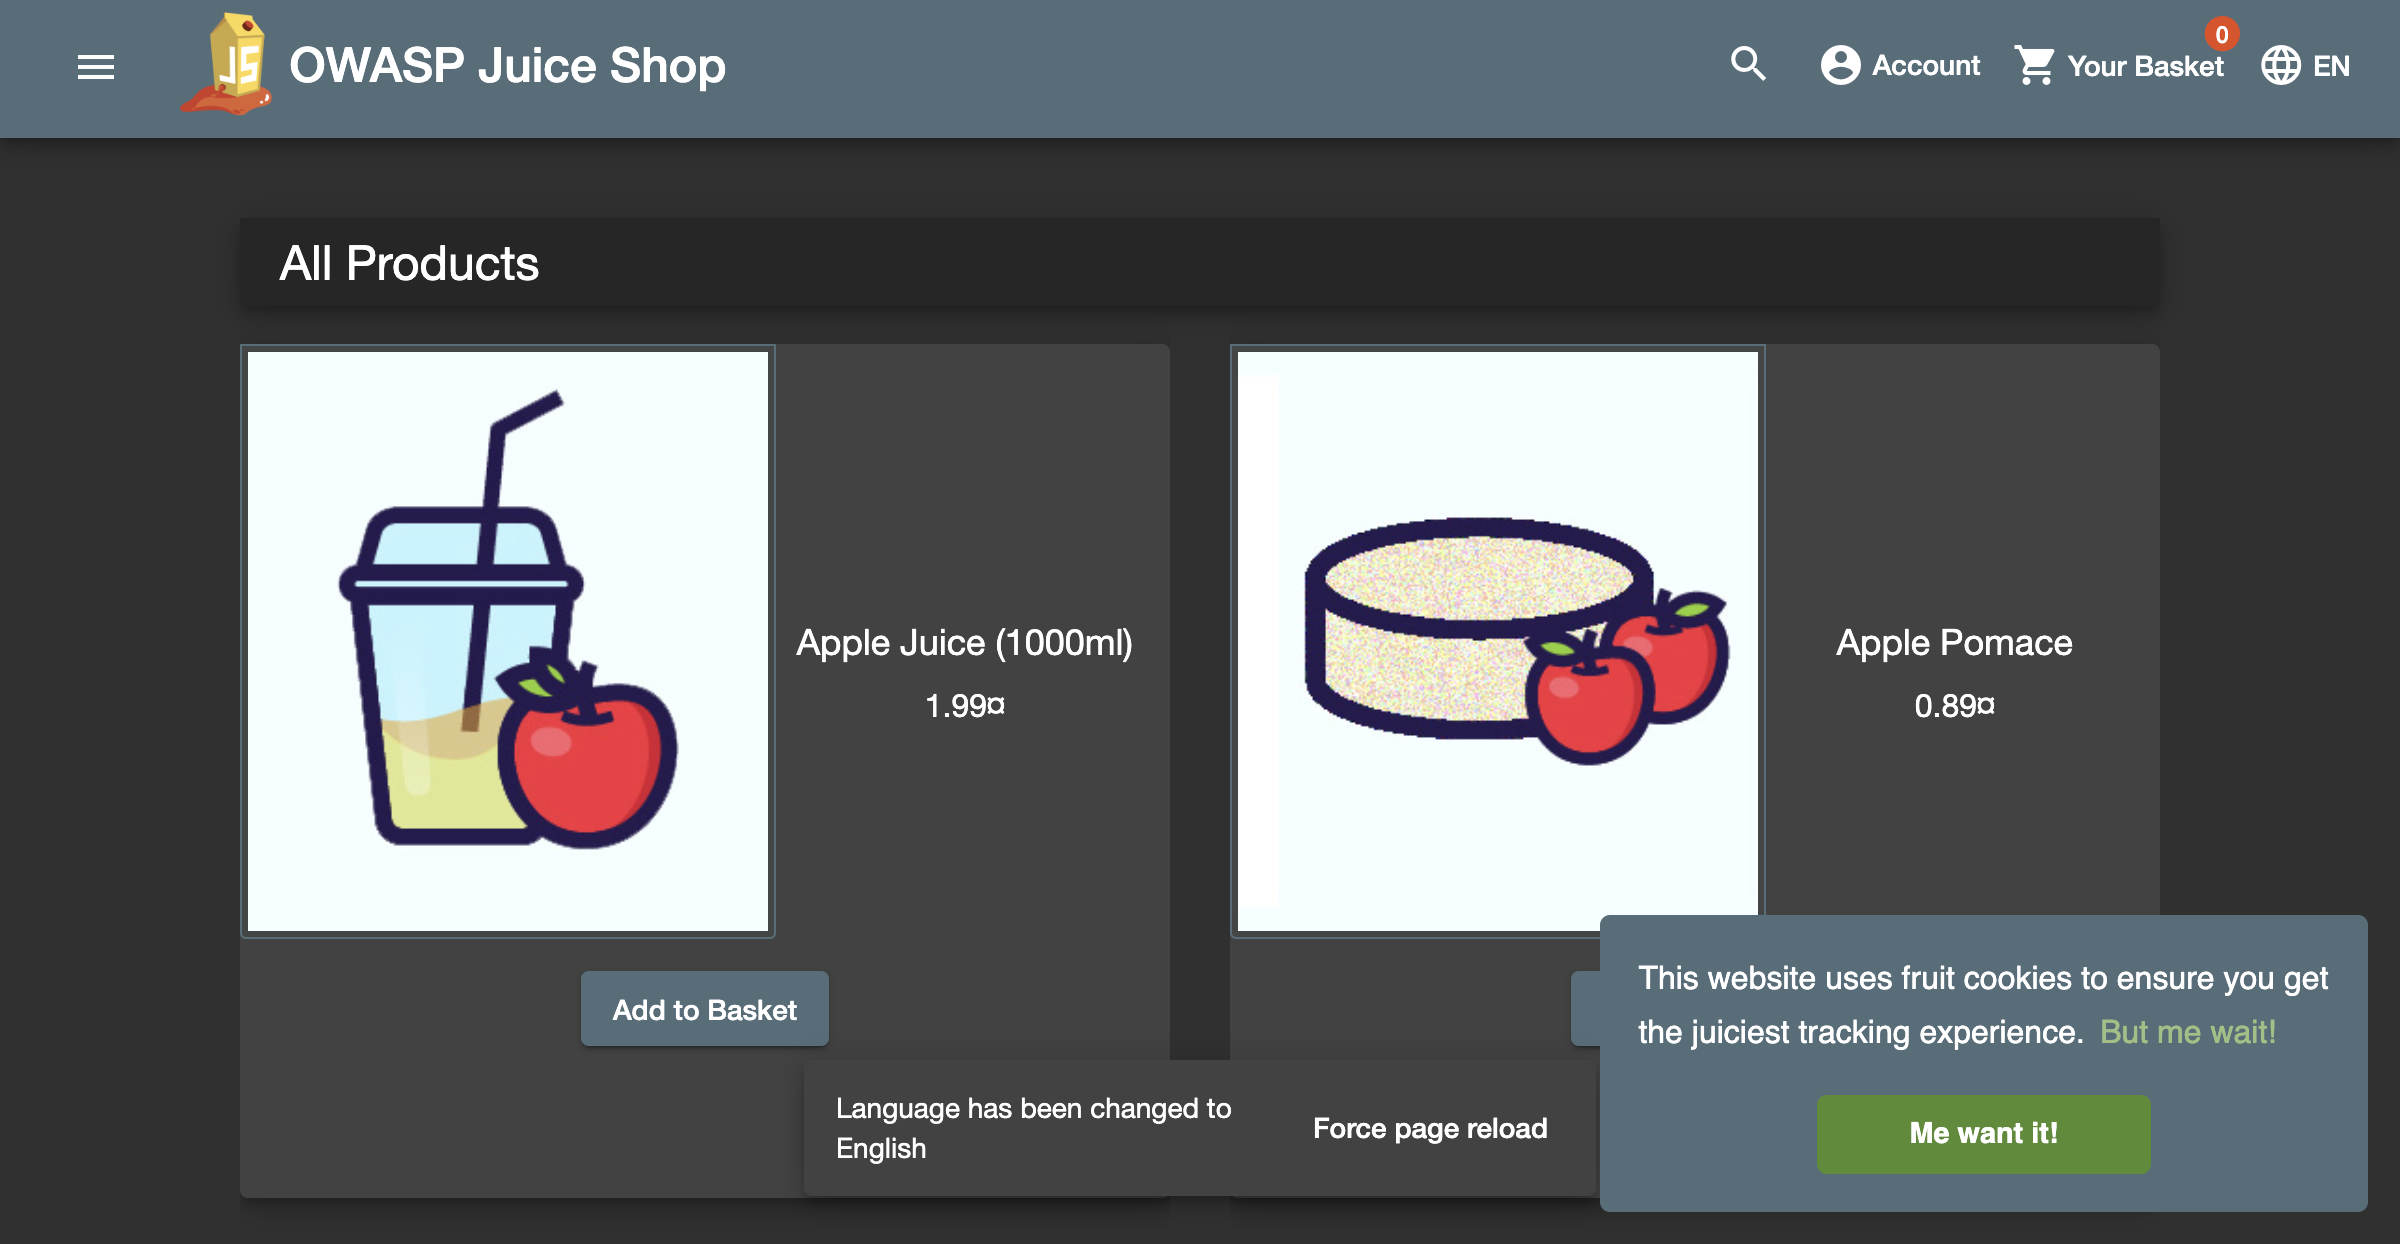 JS
OWASP Juice Shop
Account
Your Basket
0
EN
All Products
Apple Juice (1000ml)
1.99¤
Apple Pomace
0.89¤
Add to Basket
Language has been changed to
English
Force page reload
This website uses fruit cookies to ensure you get
the juiciest tracking experience. But me wait!
Me want it!